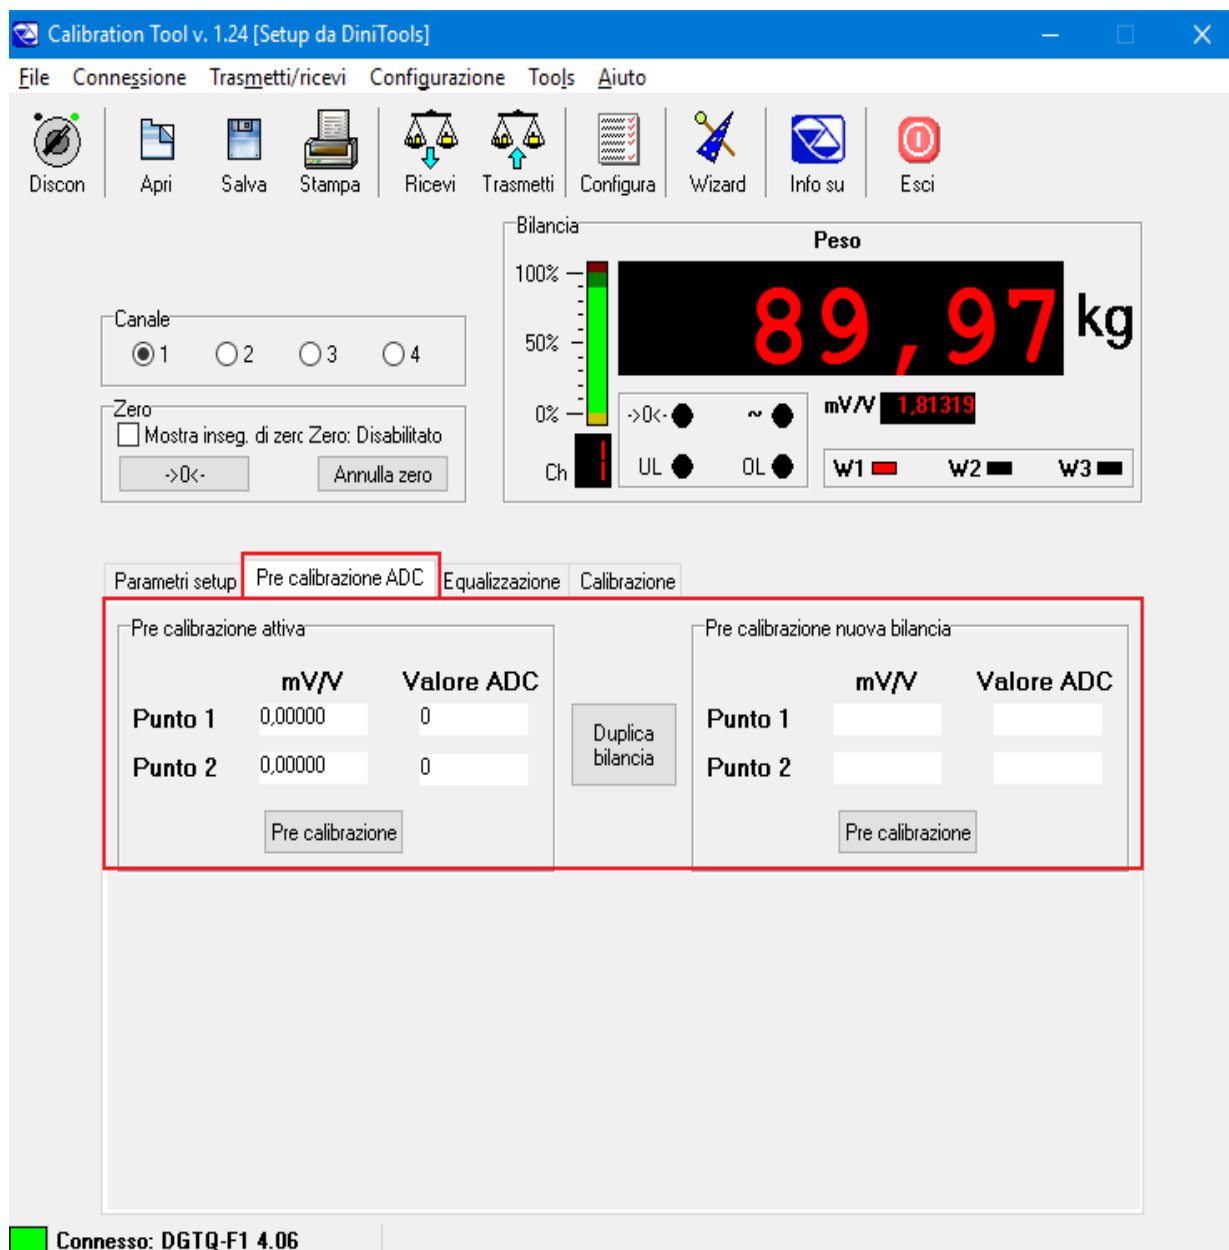 Calibration Tool v. 1.24 [Setup da DiniTools]
File Connessione Trasmetti/ricevi Configurazione Tools Aiuto
Discon Apri Salva Stampa Ricevi Trasmetti Configura Wizard Info su Esci
Bilancia
Peso
100%
89,97 kg
Canale
1 2 3 4
50%
Zero
0% ->0<- ~ mV/V 1,81319
Mostra inseg. di zerc Zero: Disabilitato
->0<- Annulla zero
Ch 1 UL OL W1 W2 W3
Parametri setup Pre calibrazione ADC Equalizzazione Calibrazione
Pre calibrazione attiva
mV/V Valore ADC
Punto 1 0,00000 0
Punto 2 0,00000 0
Pre calibrazione
Duplica
bilancia
Pre calibrazione nuova bilancia
mV/V Valore ADC
Punto 1
Punto 2
Pre calibrazione
Connesso: DGTQ-F1 4.06